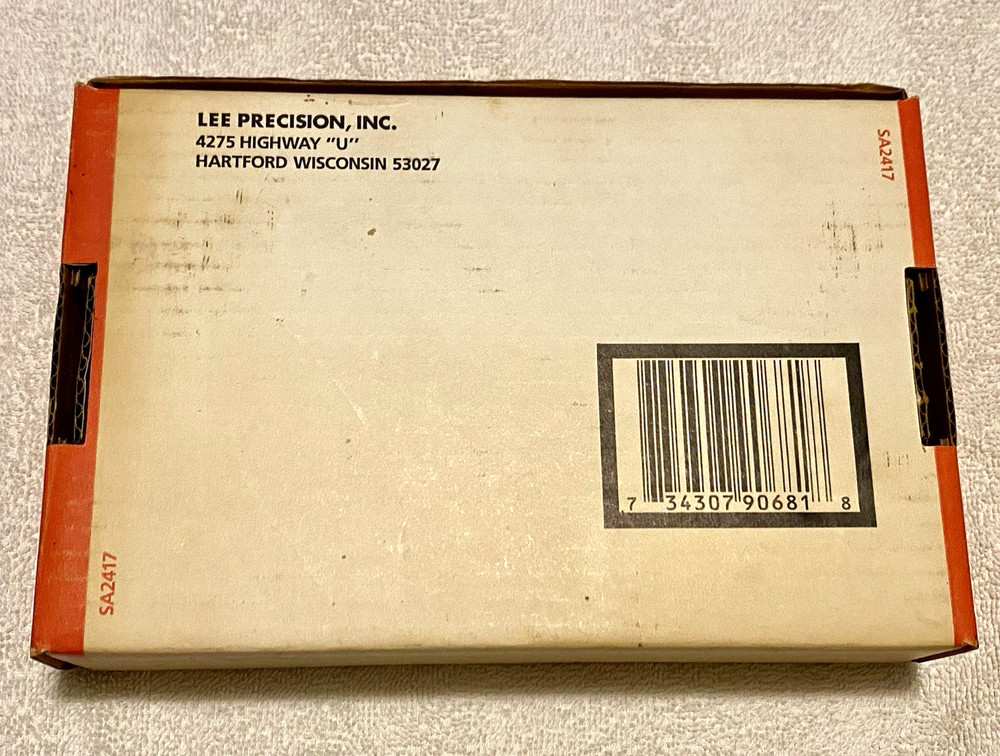 LEE PRECISION, INC.
4275 HIGHWAY "U"
HARTFORD WISCONSIN 53027
SA2417
7 34307 90681 8
SA2417